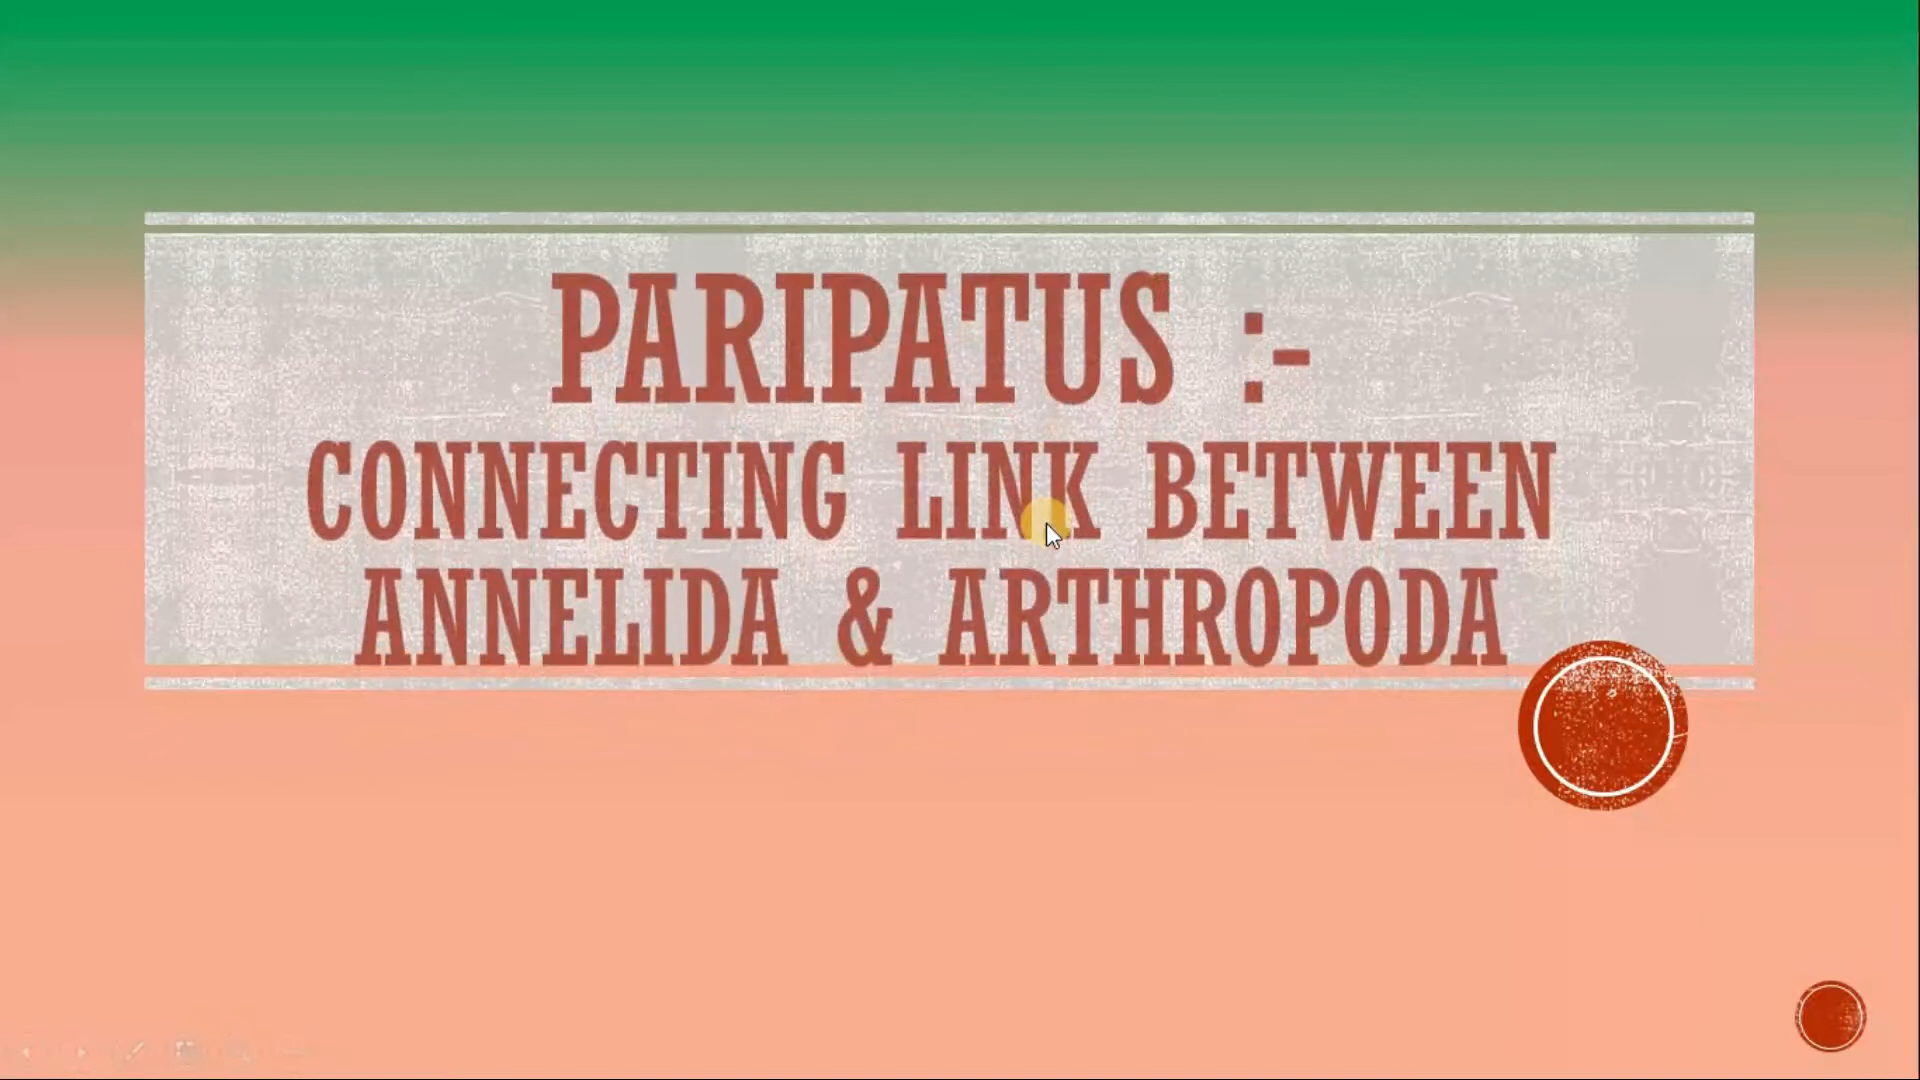 PARIPATUS :-
CONNECTING LINK BETWEEN
ANNELIDA & ARTHROPODA